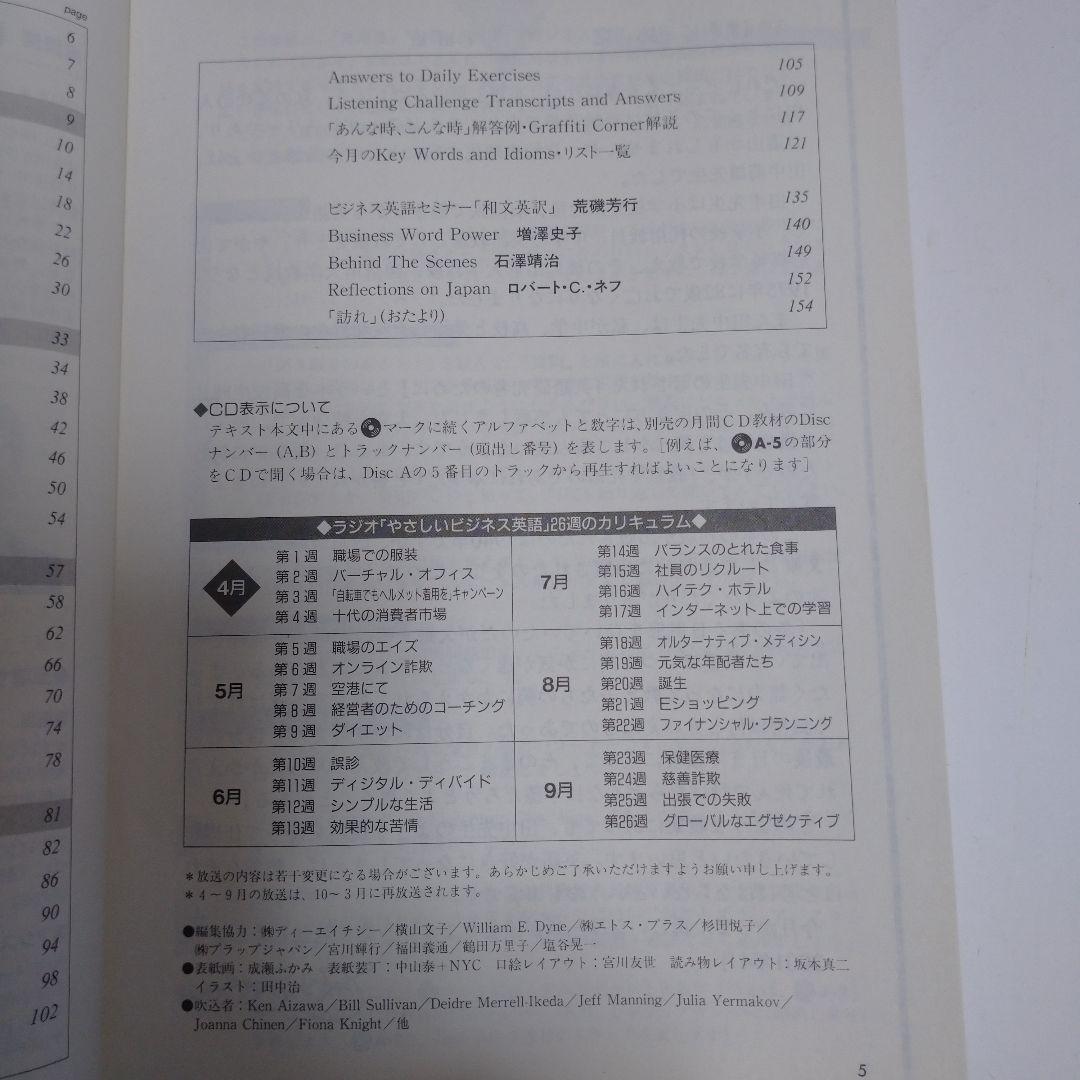 page
6
7
8
9
10
14
18
22
26
30
33
34
38
42
46
50
54
57
58
62
66
70
74
78
81
82
86
90
94
98
102
Answers to Daily Exercises 105
Listening Challenge Transcripts and Answers 109
「あんな時、こんな時」解答例・Graffiti Corner解説 117
今月のKey Words and Idioms・リスト一覧 121
ビジネス英語セミナー「和文英訳」 荒磯芳行 135
Business Word Power 増澤史子 140
Behind The Scenes 石澤靖治 149
Reflections on Japan ロバート・C.・ネフ 152
「訪れ」(おたより) 154
◆CD表示について
テキスト本文中にあるマークに続くアルファベットと数字は、別売の月間CD教材のDisc
ナンバー(A,B)とトラックナンバー(頭出し番号)を表します。[例えば、A-5の部分
をCDで聞く場合は、Disc Aの5番目のトラックから再生すればよいことになります]
◆ラジオ「やさしいビジネス英語」26週のカリキュラム◆
4月
第1週 職場での服装
第2週 バーチャル・オフィス
第3週 「自転車でもヘルメット着用を」キャンペーン
第4週 十代の消費者市場
5月
第5週 職場のエイズ
第6週 オンライン詐欺
第7週 空港にて
第8週 経営者のためのコーチング
第9週 ダイエット
6月
第10週 誤診
第11週 ディジタル・ディバイド
第12週 シンプルな生活
第13週 効果的な苦情
7月
第14週 バランスのとれた食事
第15週 社員のリクルート
第16週 ハイテク・ホテル
第17週 インターネット上での学習
8月
第18週 オルターナティブ・メディシン
第19週 元気な年配者たち
第20週 誕生
第21週 Eショッピング
第22週 ファイナンシャル・プランニング
9月
第23週 保健医療
第24週 慈善詐欺
第25週 出張での失敗
第26週 グローバルなエグゼクティブ
*放送の内容は若干変更になる場合がございます。あらかじめご了承いただけますようお願い申し上げます。
*4～9月の放送は、10～3月に再放送されます。
●編集協力：㈱ディーエイチシー／横山文子／William E. Dyne／㈱エトス・プラス／杉田悦子／
㈱プラップジャパン／宮川輝行／福田義通／鶴田万里子／塩谷晃一
●表紙画：成瀬ふかみ 表紙装丁：中山泰＋NYC 口絵レイアウト：宮川友世 読み物レイアウト：坂本真二
イラスト：田中治
●吹込者：Ken Aizawa／Bill Sullivan／Deidre Merrell-Ikeda／Jeff Manning／Julia Yermakov／
Joanna Chinen／Fiona Knight／他
5